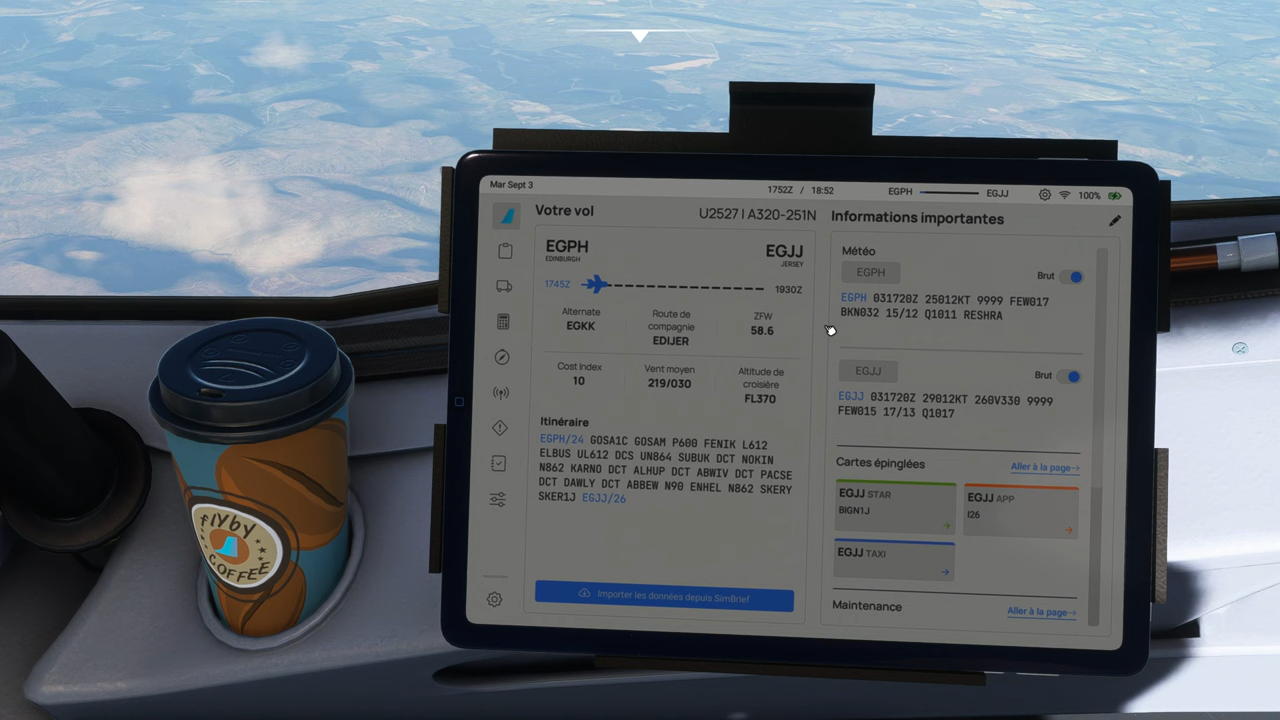 Mar Sept 3
1752Z / 18:52
EGPH
EGJJ
100%
Votre vol
U2527 | A320-251N
EGPH
EDINBURGH
EGJJ
JERSEY
1745Z
1930Z
Alternate
EGKK
Route de
compagnie
EDIJER
ZFW
58.6
Cost Index
10
Vent moyen
219/030
Altitude de
croisière
FL370
Itinéraire
EGPH/24 GOSA1C GOSAM P600 FENIK L612
ELBUS UL612 DCS UN864 SUBUK DCT NOKIN
N862 KARNO DCT ALHUP DCT ABWIV DCT PACSE
DCT DAWLY DCT ABBEW N90 ENHEL N862 SKERY
SKER1J EGJJ/26
Importer les données depuis SimBrief
Informations importantes
Météo
EGPH
Brut
EGPH 031720Z 25012KT 9999 FEW017
BKN032 15/12 Q1011 RESHRA
EGJJ
Brut
EGJJ 031720Z 29012KT 260V330 9999
FEW015 17/13 Q1017
Cartes épinglées
Aller à la page
EGJJ STAR
BIGN1J
EGJJ APP
I26
EGJJ TAXI
Maintenance
Aller à la page
flyby
COFFEE